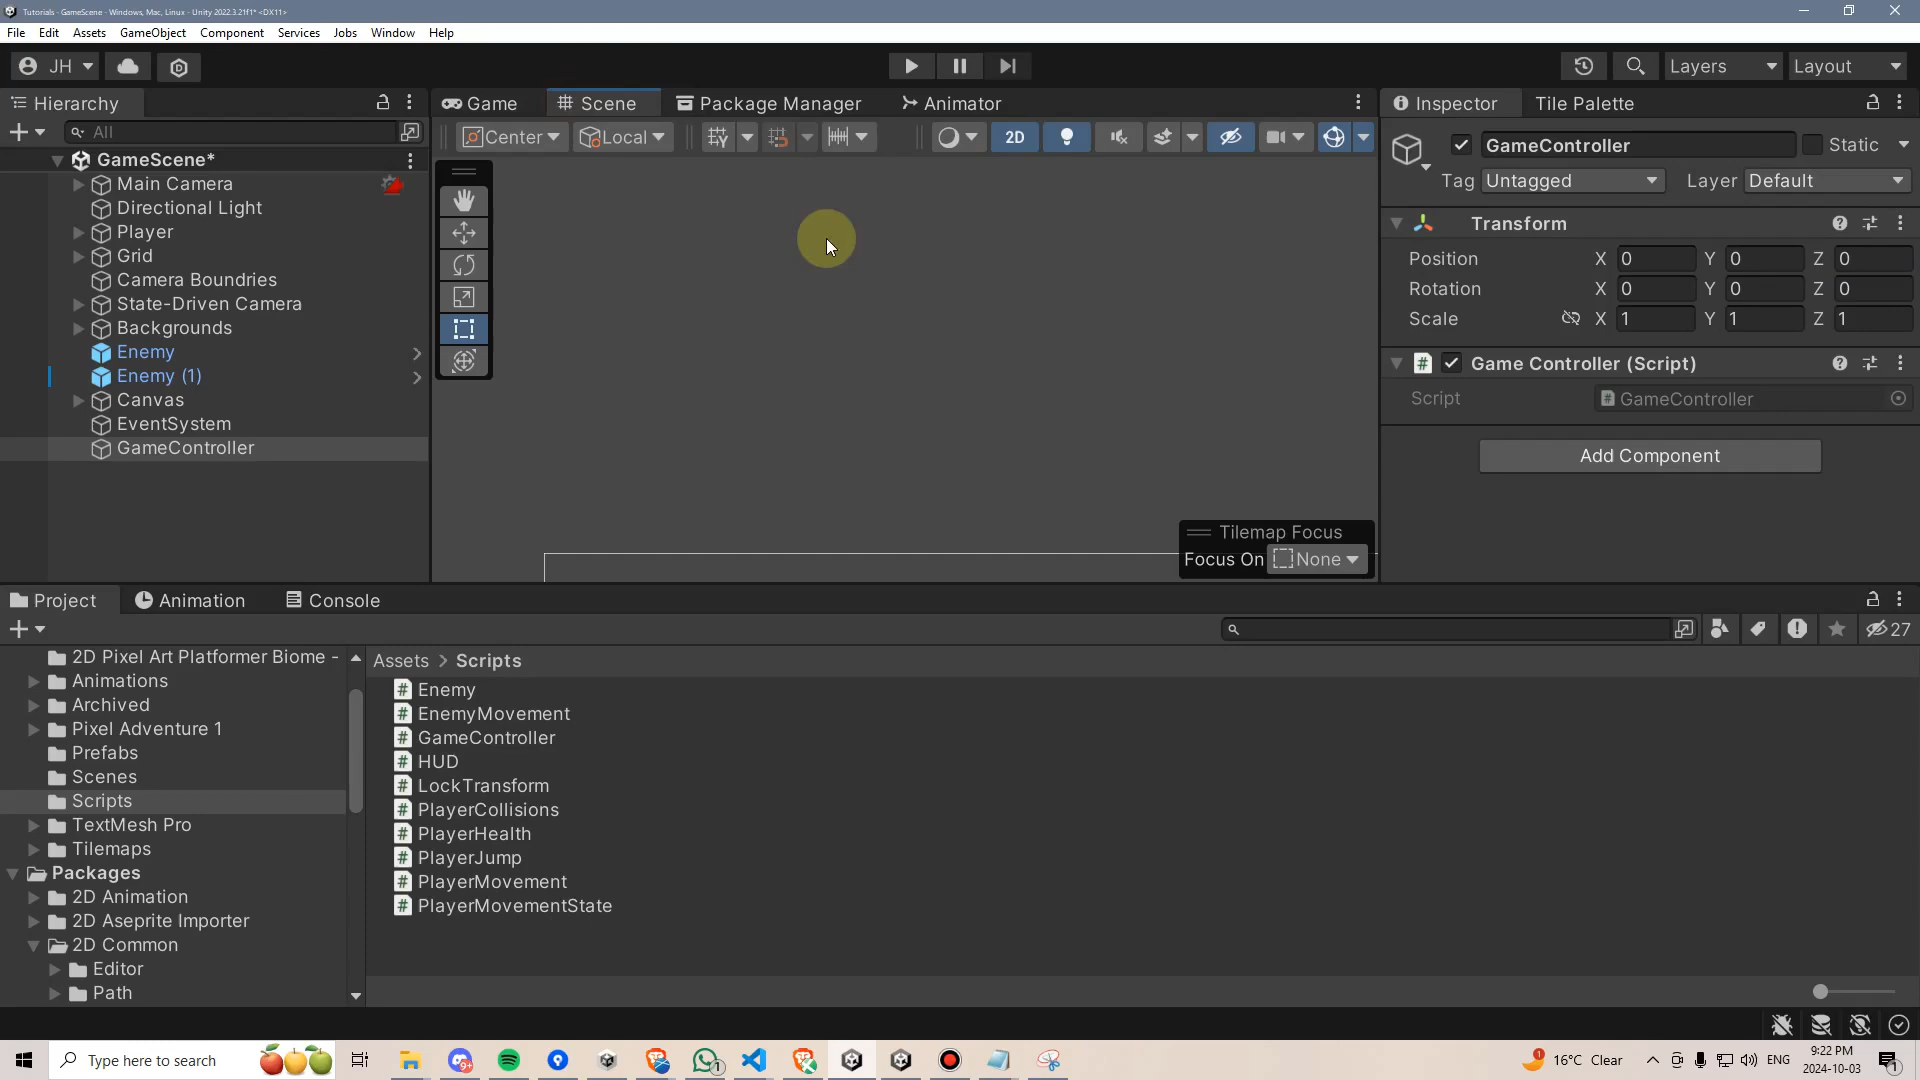 Tutorials - GameScene - Windows, Mac, Linux - Unity 2022.3.21f1* <DX11>
File Edit Assets GameObject Component Services Jobs Window Help
JH
Layers Layout
Hierarchy
Game Scene Package Manager Animator
Inspector Tile Palette
All
Center Local 2D
GameController Static
GameScene*
Tag Untagged Layer Default
Main Camera
Directional Light
Player
Grid
Camera Boundries
State-Driven Camera
Backgrounds
Enemy
Enemy (1)
Canvas
EventSystem
GameController
Transform
Position X 0 Y 0 Z 0
Rotation X 0 Y 0 Z 0
Scale X 1 Y 1 Z 1
# Game Controller (Script)
Script GameController
Add Component
Tilemap Focus
Focus On None
Project Animation Console
27
2D Pixel Art Platformer Biome -
Animations
Archived
Pixel Adventure 1
Prefabs
Scenes
Scripts
TextMesh Pro
Tilemaps
Packages
2D Animation
2D Aseprite Importer
2D Common
Editor
Path
Assets > Scripts
# Enemy
# EnemyMovement
# GameController
# HUD
# LockTransform
# PlayerCollisions
# PlayerHealth
# PlayerJump
# PlayerMovement
# PlayerMovementState
Type here to search
9+
1
1
16°C Clear
ENG
9:22 PM
2024-10-03
1